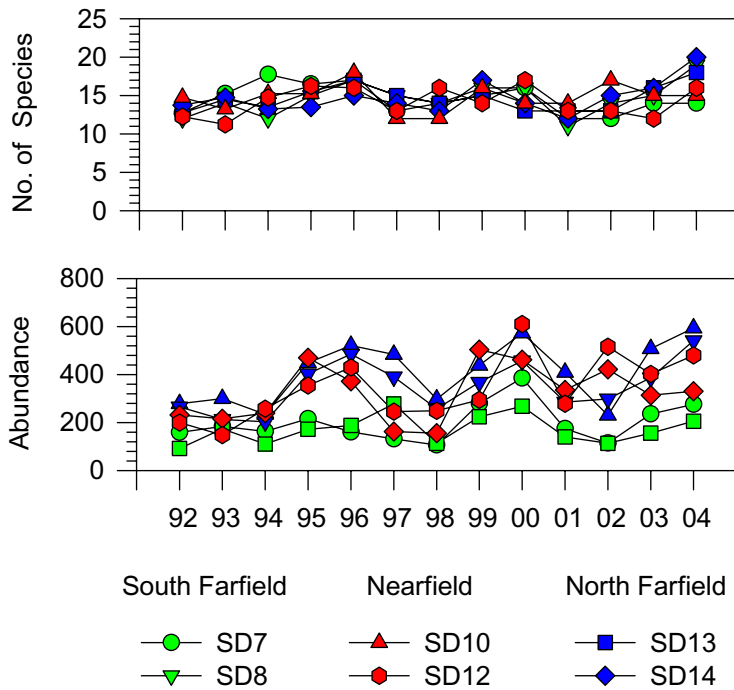 No. of Species
25
20
15
10
5
0
Abundance
800
600
400
200
0
92 93 94 95 96 97 98 99 00 01 02 03 04
South Farfield Nearfield North Farfield
SD7 SD10 SD13
SD8 SD12 SD14